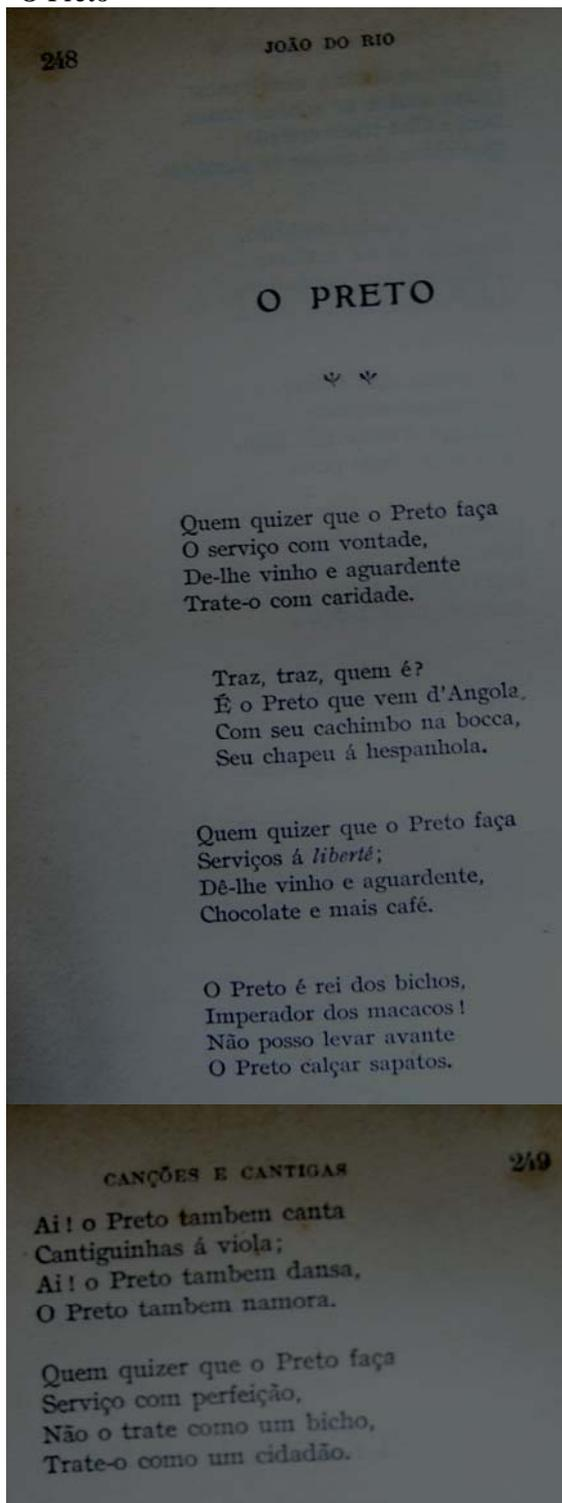 O Preto
248
JOÃO DO RIO
O PRETO
Quem quizer que o Preto faça
O serviço com vontade,
De-lhe vinho e aguardente
Trate-o com caridade.
Traz, traz, quem é?
É o Preto que vem d'Angola,
Com seu cachimbo na bocca,
Seu chapeu á hespanhola.
Quem quizer que o Preto faça
Serviços á liberté;
Dê-lhe vinho e aguardente,
Chocolate e mais café.
O Preto é rei dos bichos,
Imperador dos macacos !
Não posso levar avante
O Preto calçar sapatos.
CANÇÕES E CANTIGAS
249
Ai ! o Preto tambem canta
Cantiguinhas á viola;
Ai ! o Preto tambem dansa,
O Preto tambem namora.
Quem quizer que o Preto faça
Serviço com perfeição,
Não o trate como um bicho,
Trate-o como um cidadão.